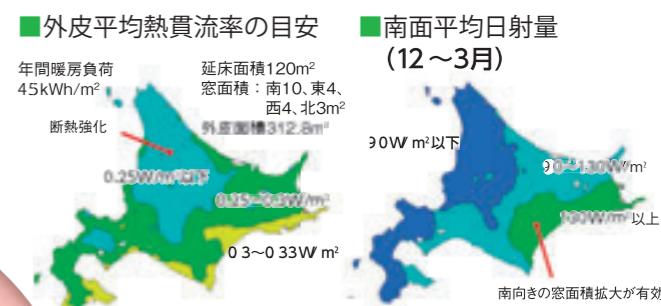 ■外皮平均熱貫流率の目安
年間暖房負荷
45kWh/m²
延床面積120m²
窓面積：南10、東4、
西4、北3m²
外皮面積312.8m²
断熱強化
0.25W/m²以下
0.25〜0.3W/m²
0.3〜0.33W/m²
■南面平均日射量
（12〜3月）
90W/m²以下
90〜130W/m²
130W/m²以上
南向きの窓面積拡大が有効